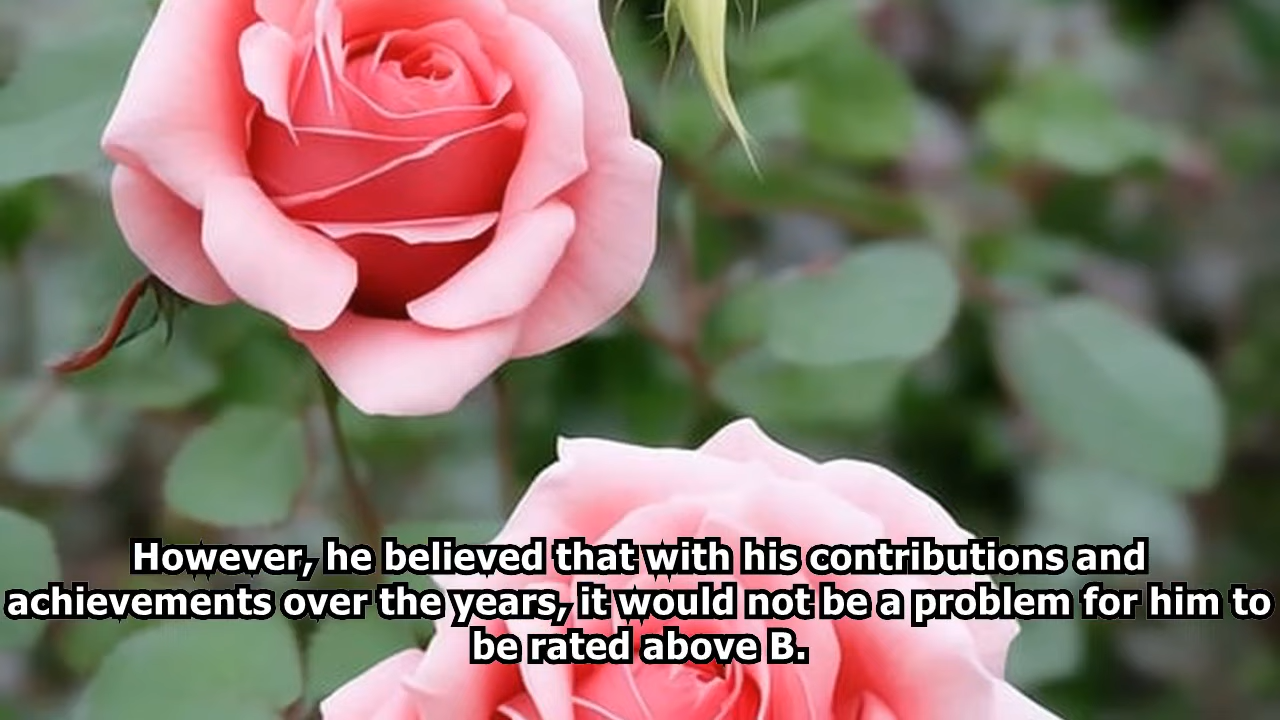 However, he believed that with his contributions and
achievements over the years, it would not be a problem for him to
be rated above B.